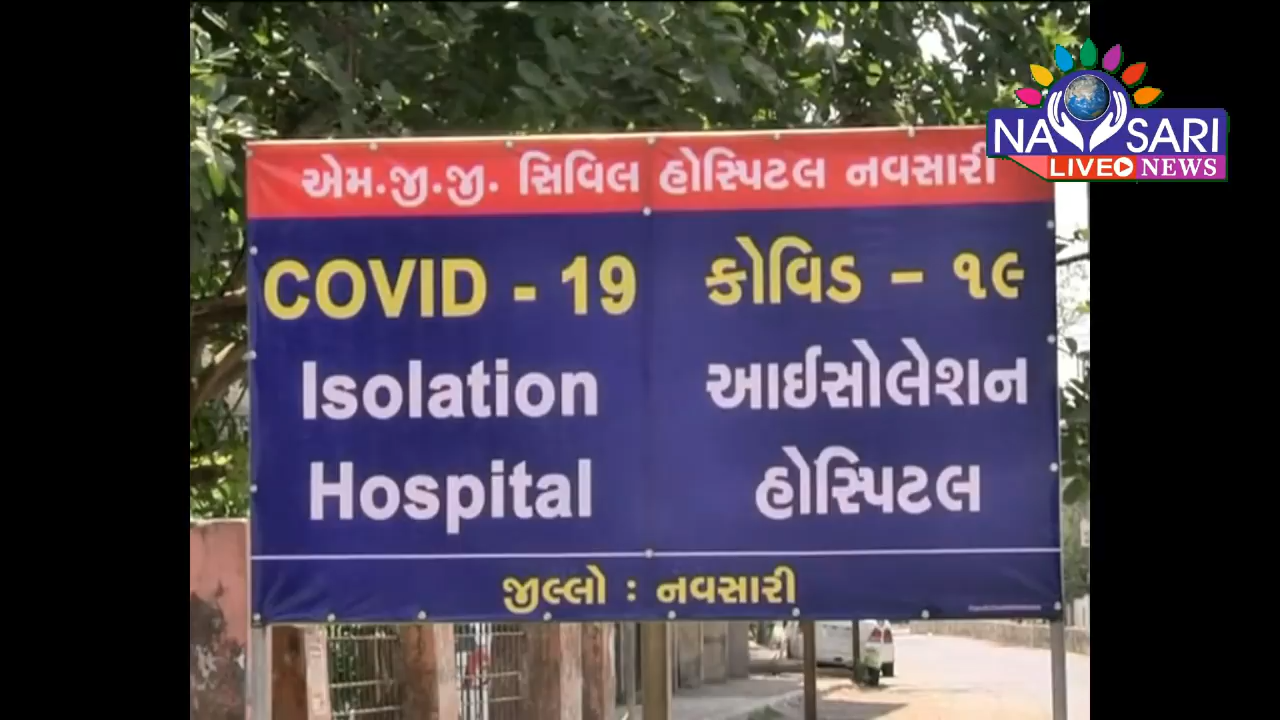 NAVSARI
LIVE NEWS
એમ.જી.જી. સિવિલ હોસ્પિટલ નવસારી
COVID - 19 કોવિડ - ૧૯
Isolation આઈસોલેશન
Hospital હોસ્પિટલ
જીલ્લો : નવસારી